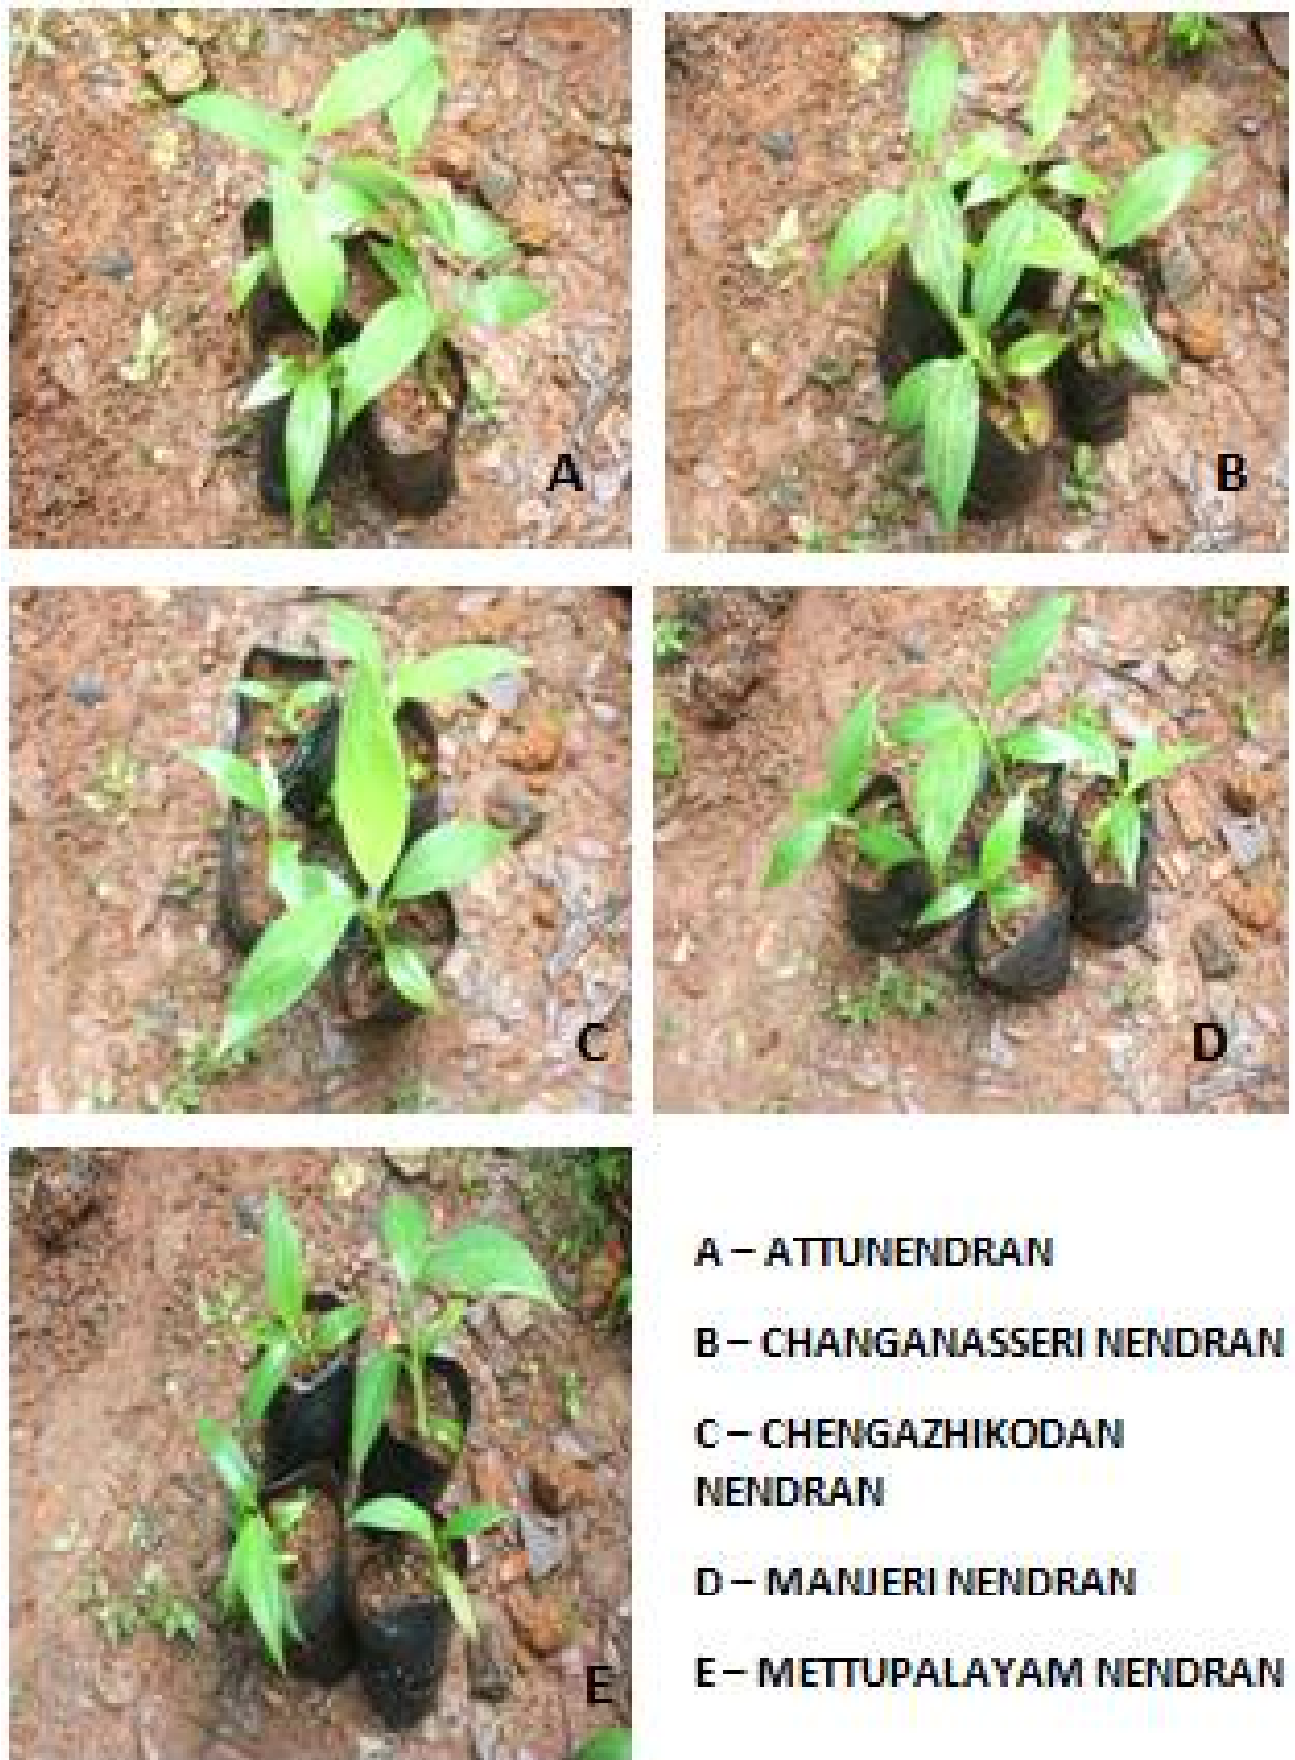 A
B
C
D
E
A – ATTUNENDRAN
B – CHANGANASSERI NENDRAN
C – CHENGAZHIKODAN
NENDRAN
D – MANJERI NENDRAN
E – METTUPALAYAM NENDRAN